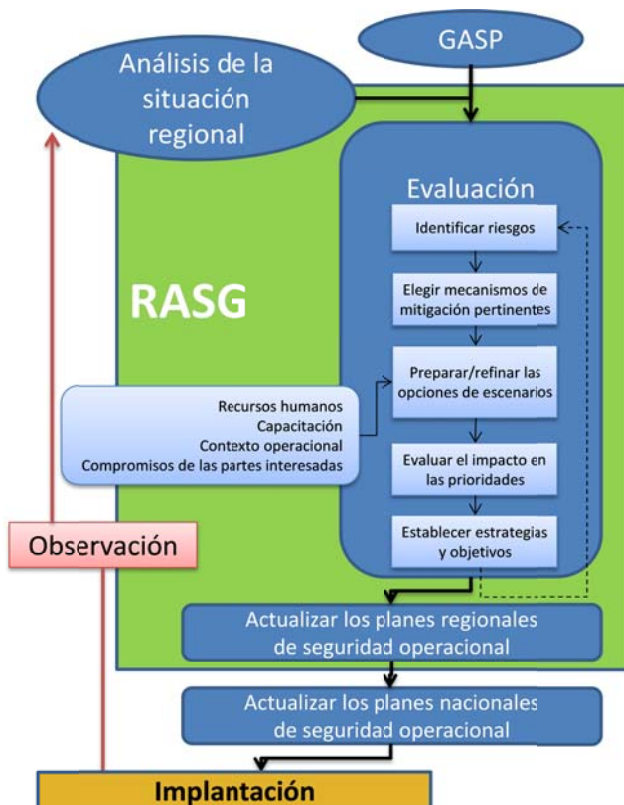 GASP
Análisis de la
situación
regional
Evaluación
Identificar riesgos
Elegir mecanismos de
mitigación pertinentes
RASG
Preparar/refinar las
opciones de escenarios
Recursos humanos
Capacitación
Contexto operacional
Compromisos de las partes interesadas
Evaluar el impacto en
las prioridades
Establecer estrategias
y objetivos
Observación
Actualizar los planes regionales
de seguridad operacional
Actualizar los planes nacionales
de seguridad operacional
Implantación